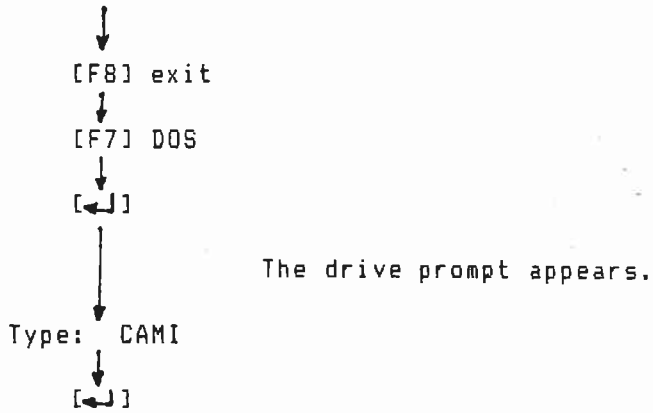 [F8] exit
[F7] DOS
[↵]
The drive prompt appears.
Type: CAMI
[↵]